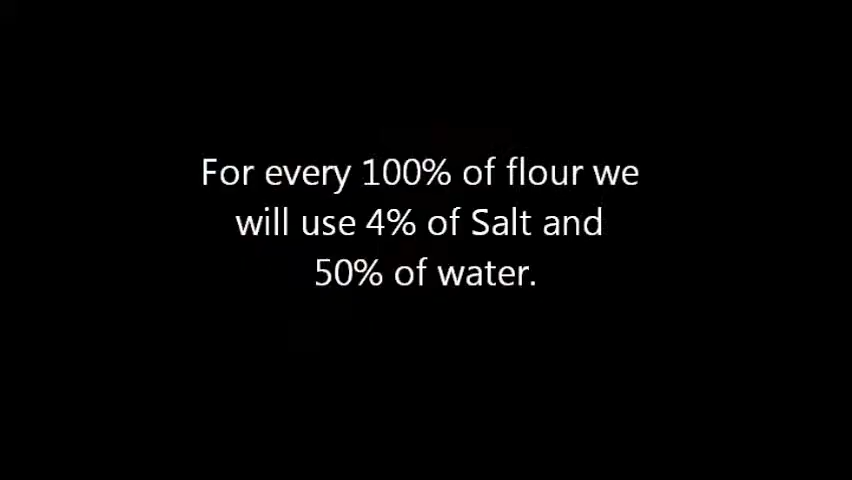 For every 100% of flour we
will use 4% of Salt and
50% of water.